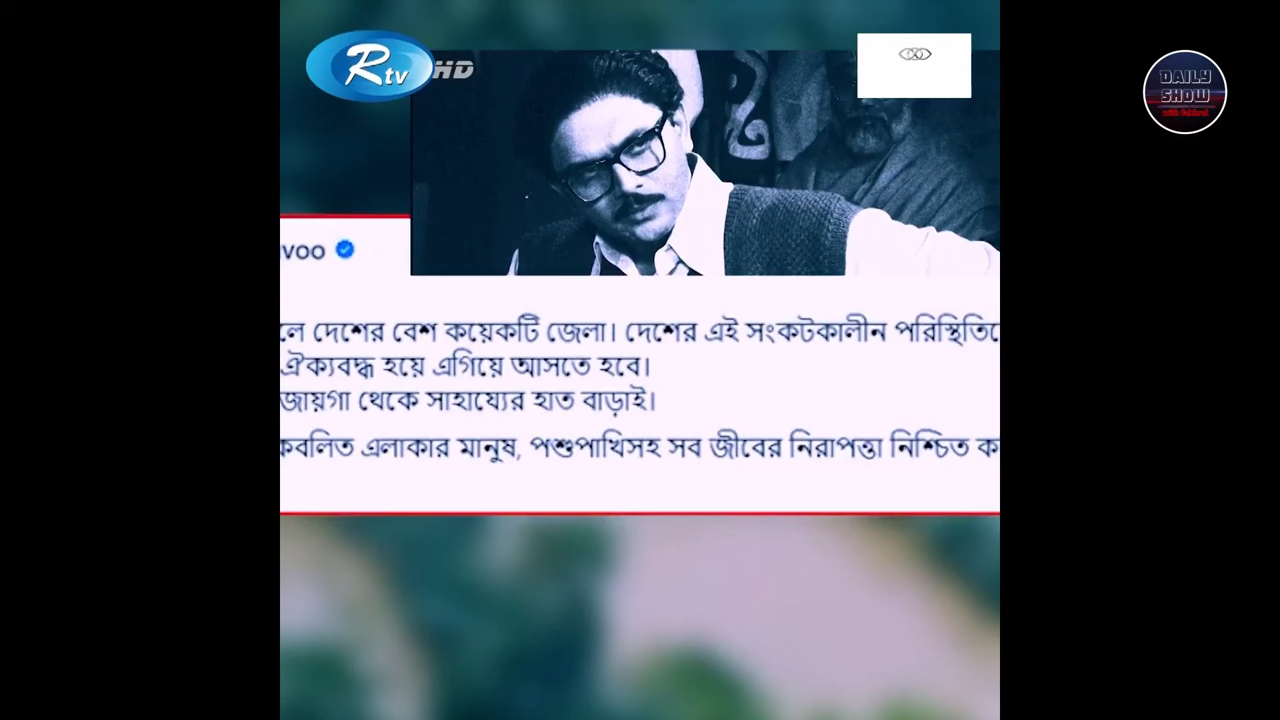 Rtv HD
DAILY
SHOW
voo
লে দেশের বেশ কয়েকটি জেলা। দেশের এই সংকটকালীন পরিস্থিতিতে
ঐক্যবদ্ধ হয়ে এগিয়ে আসতে হবে।
জায়গা থেকে সাহায্যের হাত বাড়াই।
কবলিত এলাকার মানুষ, পশুপাখিসহ সব জীবের নিরাপত্তা নিশ্চিত ক